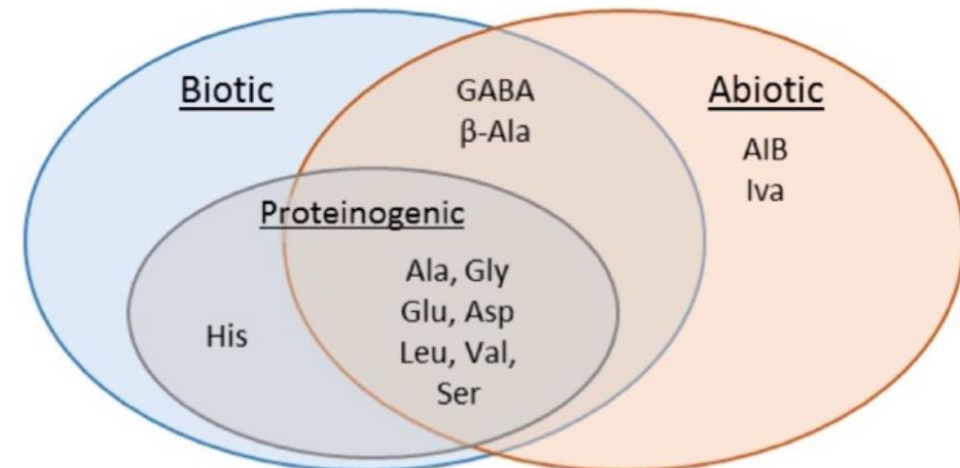 Biotic
GABA
β-Ala
Abiotic
AIB
Iva
Proteinogenic
Ala, Gly
Glu, Asp
Leu, Val,
Ser
His